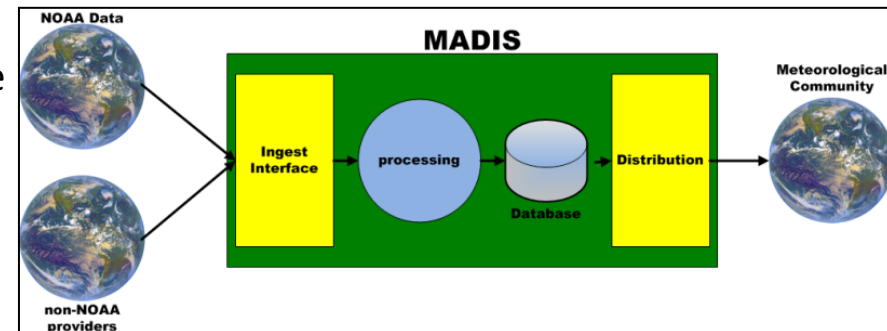 NOAA Data
e
MADIS
Meteorological
Community
Ingest
Interface
processing
Database
Distribution
non-NOAA
providers